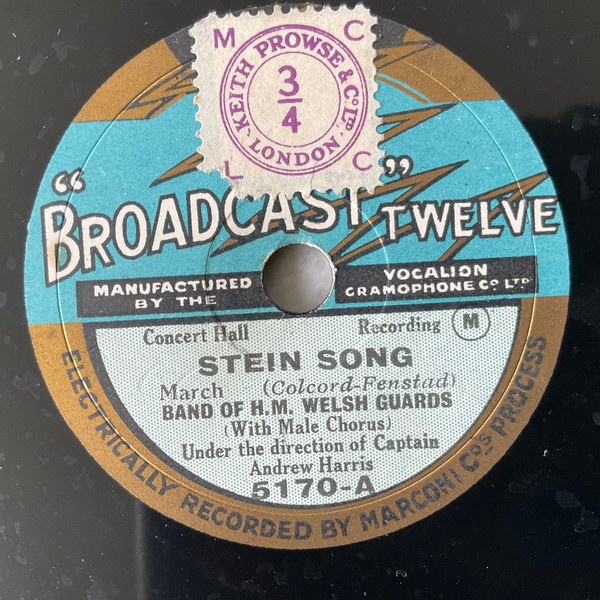 M C
KEITH PROWSE & Co LTD.
3/4
LONDON
L C
"BROADCAST" TWELVE
MANUFACTURED BY THE
VOCALION GRAMOPHONE Co LTD
Concert Hall Recording M
STEIN SONG
March (Colcord-Fenstad)
BAND OF H.M. WELSH GUARDS
(With Male Chorus)
Under the direction of Captain
Andrew Harris
5170-A
ELECTRICALLY RECORDED BY MARCONI Cos PROCESS